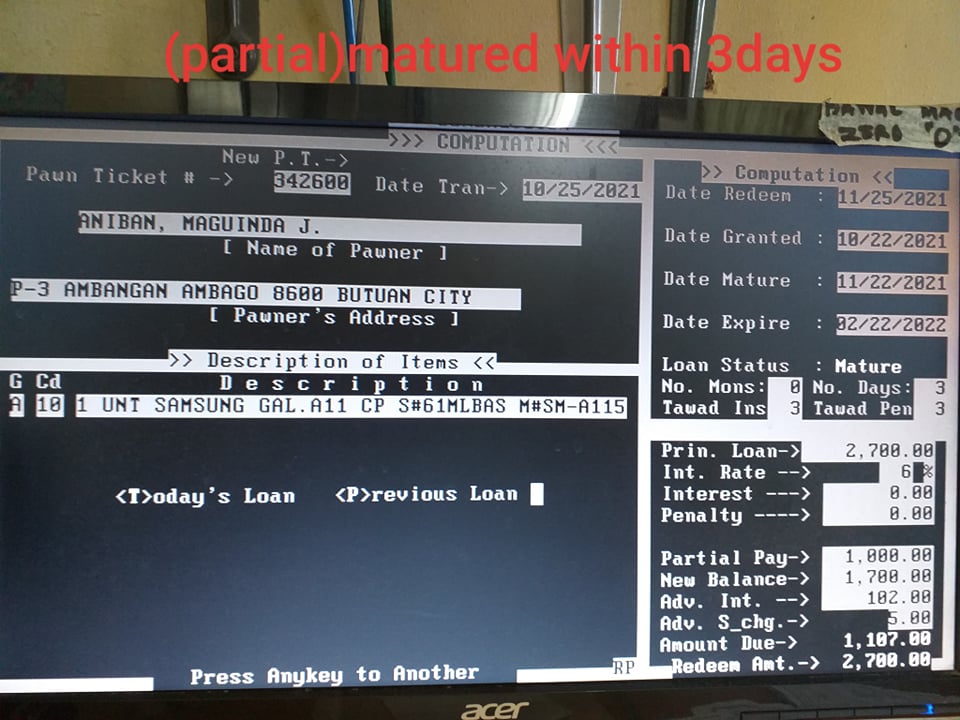 (partial)matured within 3days
ZERO "O"
>>> COMPUTATION <<<
New P.T.->
Pawn Ticket # -> 342600 Date Tran-> 10/25/2021
ANIBAN, MAGUINDA J.
[ Name of Pawner ]
P-3 AMBANGAN AMBAGO 8600 BUTUAN CITY
[ Pawner's Address ]
>> Description of Items <<
G Cd D e s c r i p t i o n
A 10 1 UNT SAMSUNG GAL.A11 CP S#61MLBAS M#SM-A115
<T>oday's Loan <P>revious Loan
Press Anykey to Another
RP
>> Computation <<
Date Redeem : 11/25/2021
Date Granted : 10/22/2021
Date Mature : 11/22/2021
Date Expire : 02/22/2022
Loan Status : Mature
No. Mons: 0 No. Days: 3
Tawad Ins 3 Tawad Pen 3
Prin. Loan-> 2,700.00
Int. Rate --> 6 %
Interest ---> 0.00
Penalty ----> 0.00
Partial Pay-> 1,000.00
New Balance-> 1,700.00
Adv. Int. --> 102.00
Adv. S_chg.-> 5.00
Amount Due-> 1,107.00
Redeem Amt.-> 2,700.00
acer